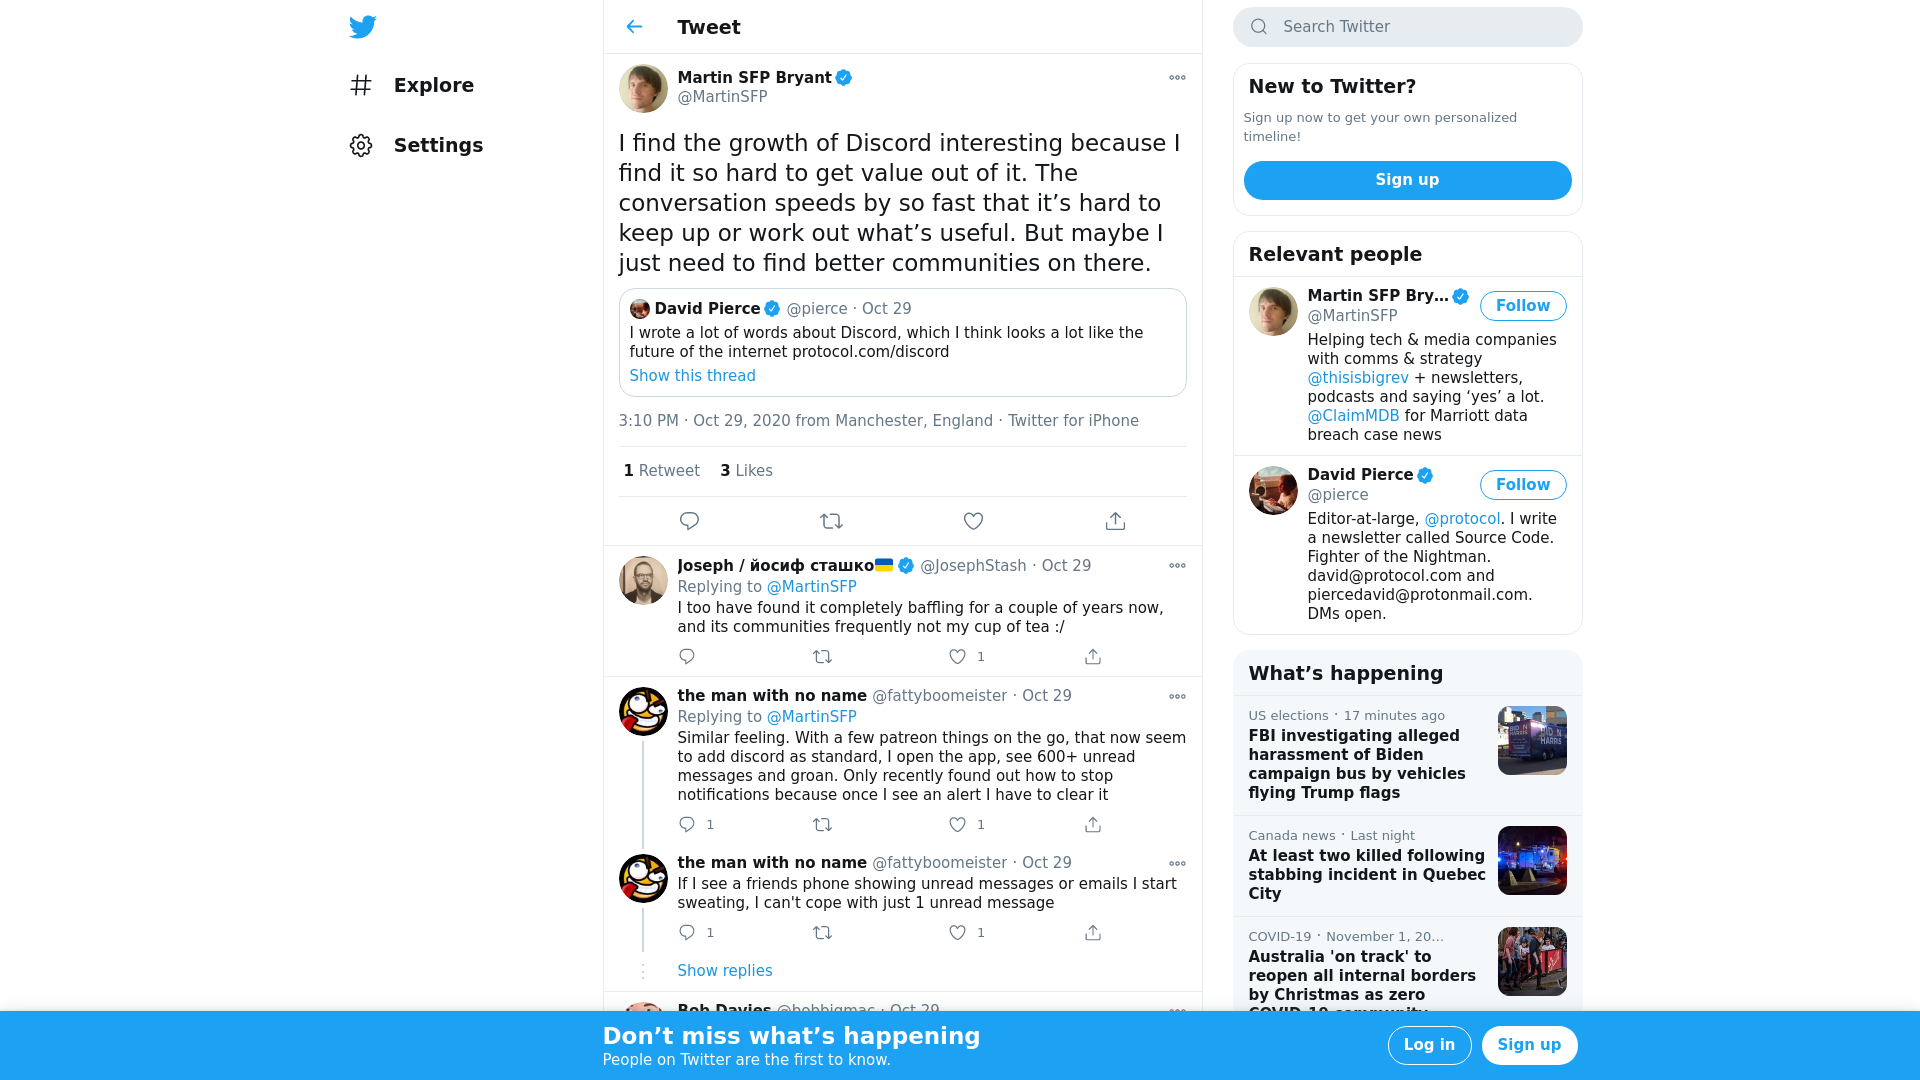 Explore
Settings
Tweet
Martin SFP Bryant
@MartinSFP
I find the growth of Discord interesting because I
find it so hard to get value out of it. The
conversation speeds by so fast that it’s hard to
keep up or work out what’s useful. But maybe I
just need to find better communities on there.
David Pierce @pierce · Oct 29
I wrote a lot of words about Discord, which I think looks a lot like the
future of the internet protocol.com/discord
Show this thread
3:10 PM · Oct 29, 2020 from Manchester, England · Twitter for iPhone
1 Retweet 3 Likes
Joseph / йосиф сташко @JosephStash · Oct 29
Replying to @MartinSFP
I too have found it completely baffling for a couple of years now,
and its communities frequently not my cup of tea :/
1
the man with no name @fattyboomeister · Oct 29
Replying to @MartinSFP
Similar feeling. With a few patreon things on the go, that now seem
to add discord as standard, I open the app, see 600+ unread
messages and groan. Only recently found out how to stop
notifications because once I see an alert I have to clear it
1 1
the man with no name @fattyboomeister · Oct 29
If I see a friends phone showing unread messages or emails I start
sweating, I can't cope with just 1 unread message
1 1
Show replies
Bob Davies @bobbigmac · Oct 29
Search Twitter
New to Twitter?
Sign up now to get your own personalized
timeline!
Sign up
Relevant people
Martin SFP Bry...
@MartinSFP
Follow
Helping tech & media companies
with comms & strategy
@thisisbigrev + newsletters,
podcasts and saying ‘yes’ a lot.
@ClaimMDB for Marriott data
breach case news
David Pierce
@pierce
Follow
Editor-at-large, @protocol. I write
a newsletter called Source Code.
Fighter of the Nightman.
david@protocol.com and
piercedavid@protonmail.com.
DMs open.
What’s happening
US elections · 17 minutes ago
FBI investigating alleged
harassment of Biden
campaign bus by vehicles
flying Trump flags
Canada news · Last night
At least two killed following
stabbing incident in Quebec
City
COVID-19 · November 1, 20...
Australia 'on track' to
reopen all internal borders
by Christmas as zero
COVID-19 community
Don’t miss what’s happening
People on Twitter are the first to know.
Log in
Sign up